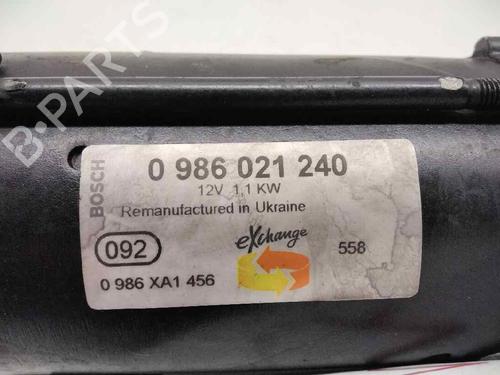 B-PARTS
BOSCH
0 986 021 240
12V 1,1 KW
Remanufactured in Ukraine
092
eXchange
558
0 986 XA1 456